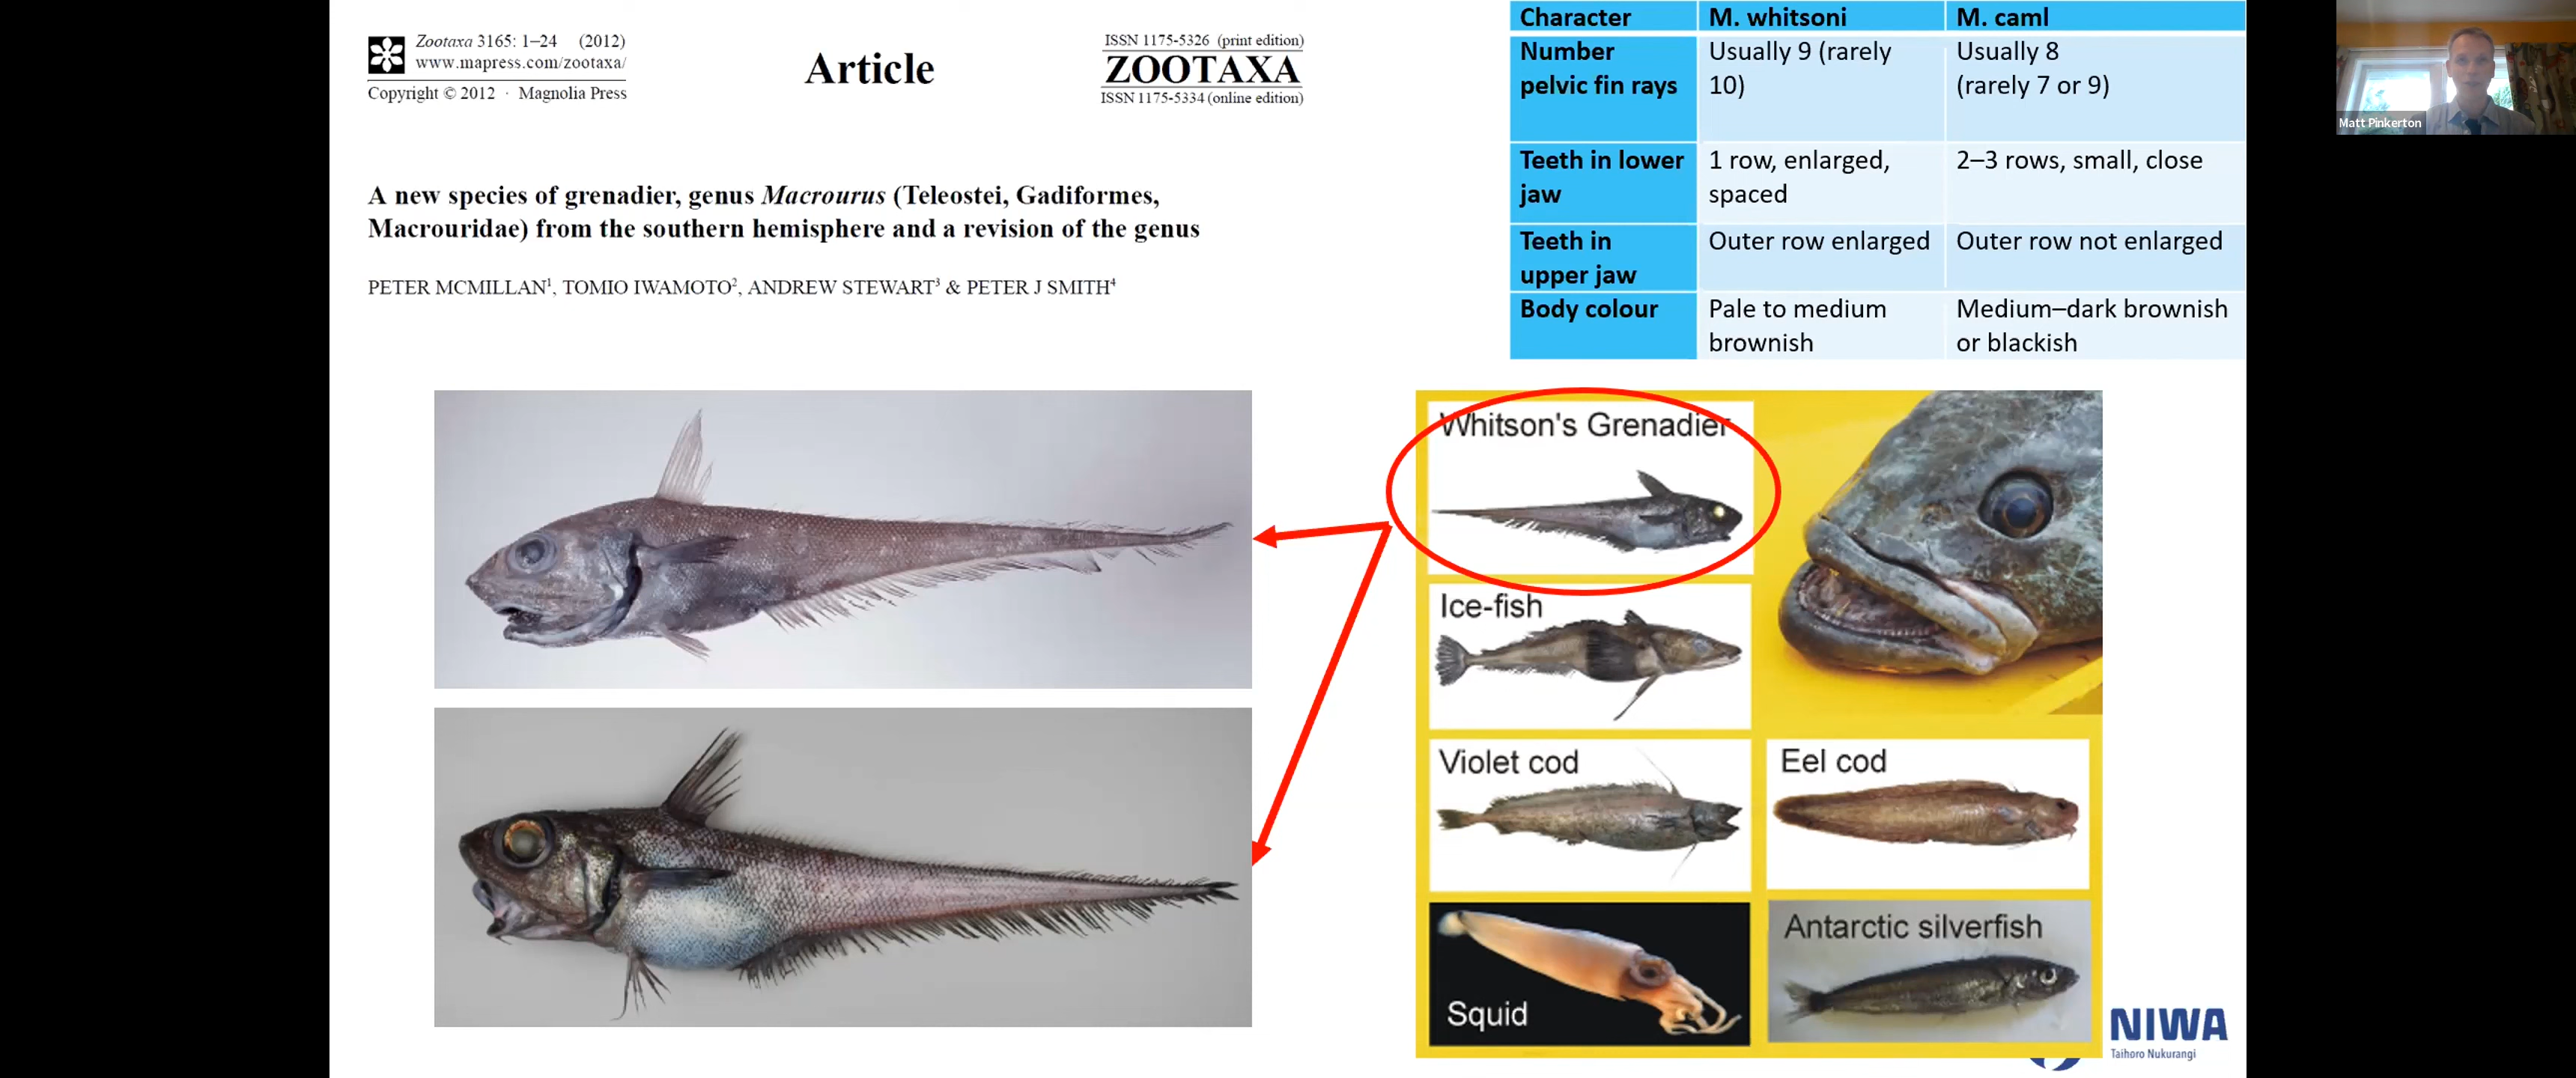 Zootaxa 3165: 1–24 (2012)
www.mapress.com/zootaxa/
Copyright © 2012 · Magnolia Press
Article
ISSN 1175-5326 (print edition)
ZOOTAXA
ISSN 1175-5334 (online edition)
A new species of grenadier, genus Macrourus (Teleostei, Gadiformes,
Macrouridae) from the southern hemisphere and a revision of the genus
PETER MCMILLAN1, TOMIO IWAMOTO2, ANDREW STEWART3 & PETER J SMITH4
Character M. whitsoni M. caml
Number Usually 9 (rarely Usually 8
pelvic fin rays 10) (rarely 7 or 9)
Teeth in lower 1 row, enlarged, 2–3 rows, small, close
jaw spaced
Teeth in Outer row enlarged Outer row not enlarged
upper jaw
Body colour Pale to medium Medium–dark brownish
brownish or blackish
Matt Pinkerton
Whitson's Grenadier
Ice-fish
Violet cod Eel cod
Squid Antarctic silverfish
NIWA
Taihoro Nukurangi